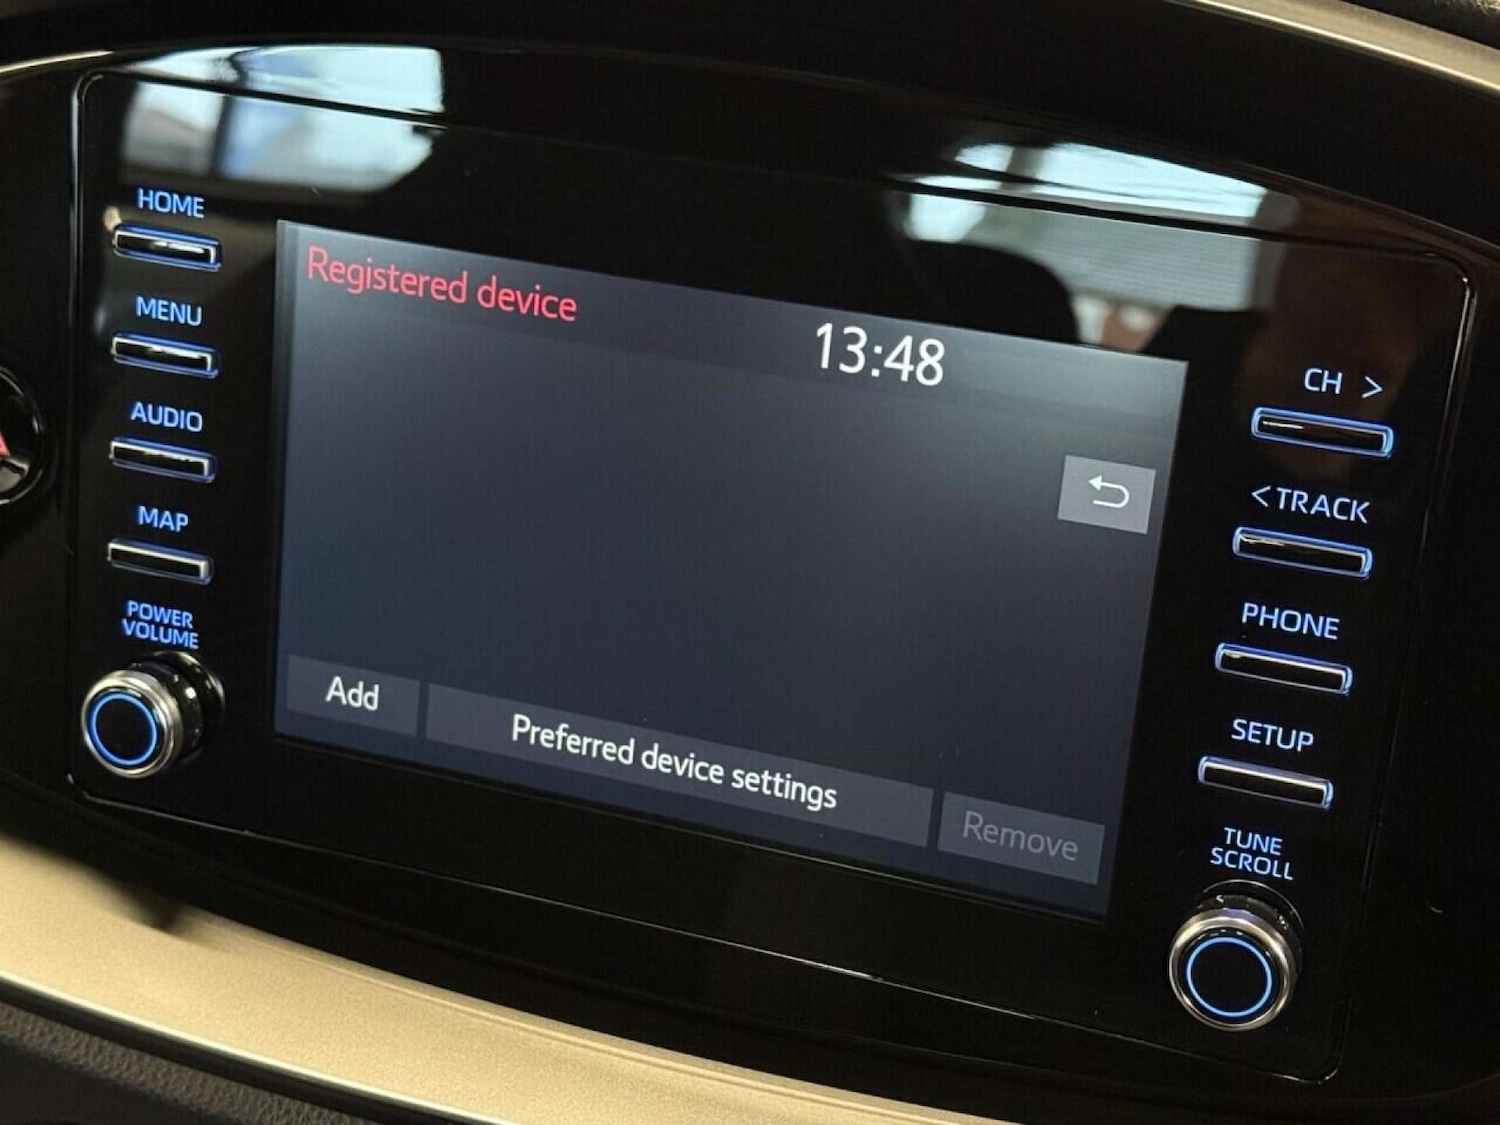 HOME
MENU
AUDIO
MAP
POWER
VOLUME
Registered device
13:48
Add
Preferred device settings
Remove
CH >
<TRACK
PHONE
SETUP
TUNE
SCROLL